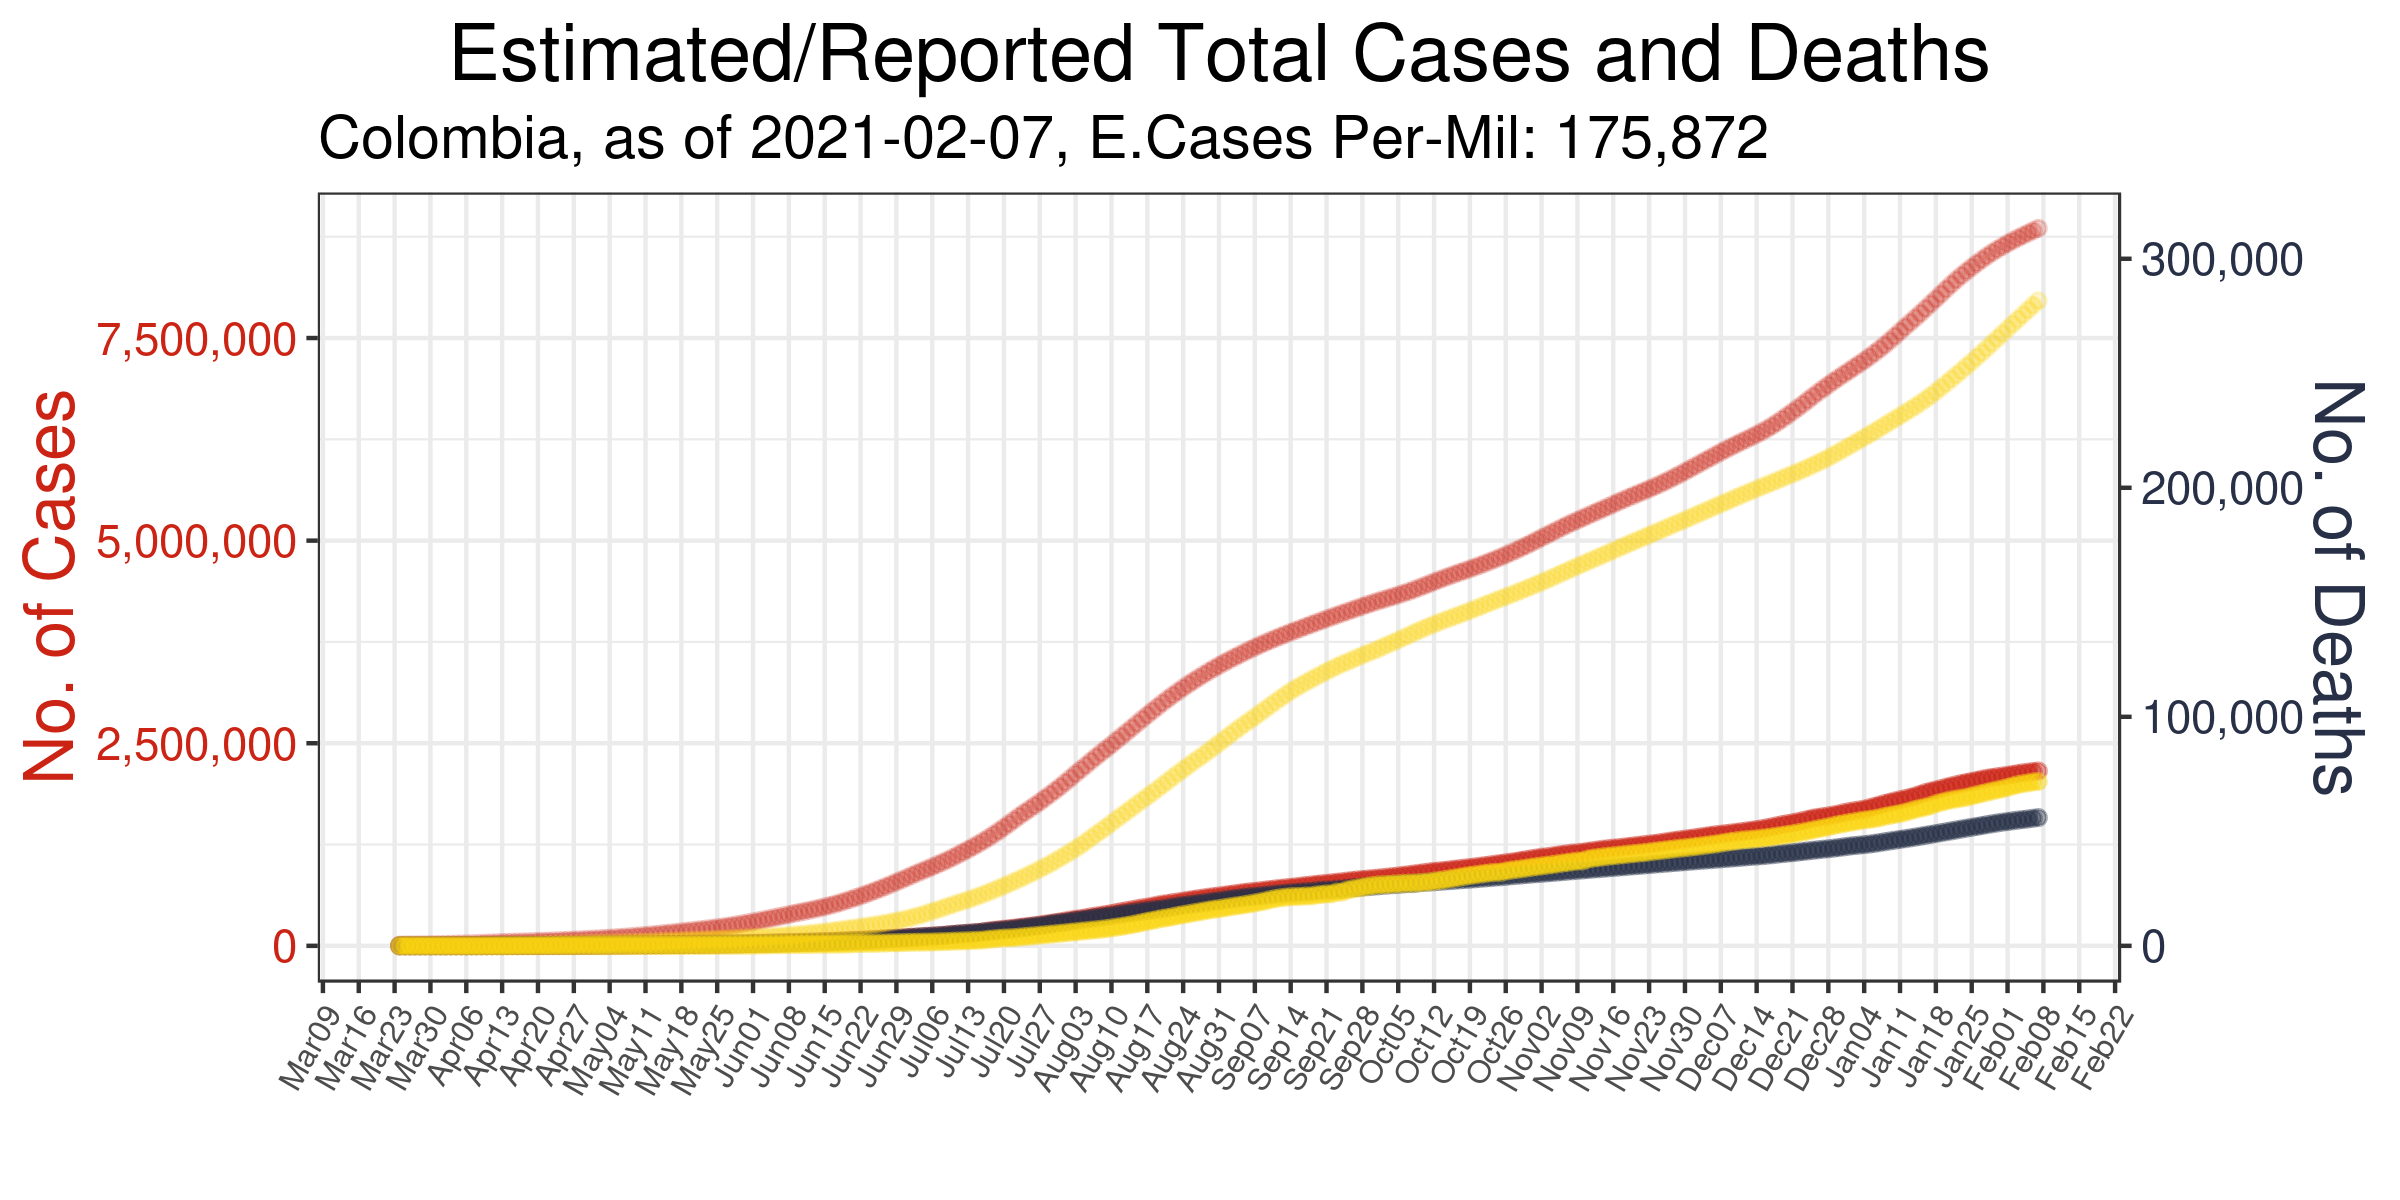 Estimated/Reported Total Cases and Deaths
Colombia, as of 2021-02-07, E.Cases Per-Mil: 175,872
No. of Cases
7,500,000
5,000,000
2,500,000
0
300,000
200,000
100,000
0
No. of Deaths
Mar09
Mar16
Mar23
Mar30
Apr06
Apr13
Apr20
Apr27
May04
May11
May18
May25
Jun01
Jun08
Jun15
Jun22
Jun29
Jul06
Jul13
Jul20
Jul27
Aug03
Aug10
Aug17
Aug24
Aug31
Sep07
Sep14
Sep21
Sep28
Oct05
Oct12
Oct19
Oct26
Nov02
Nov09
Nov16
Nov23
Nov30
Dec07
Dec14
Dec21
Dec28
Jan04
Jan11
Jan18
Jan25
Feb01
Feb08
Feb15
Feb22